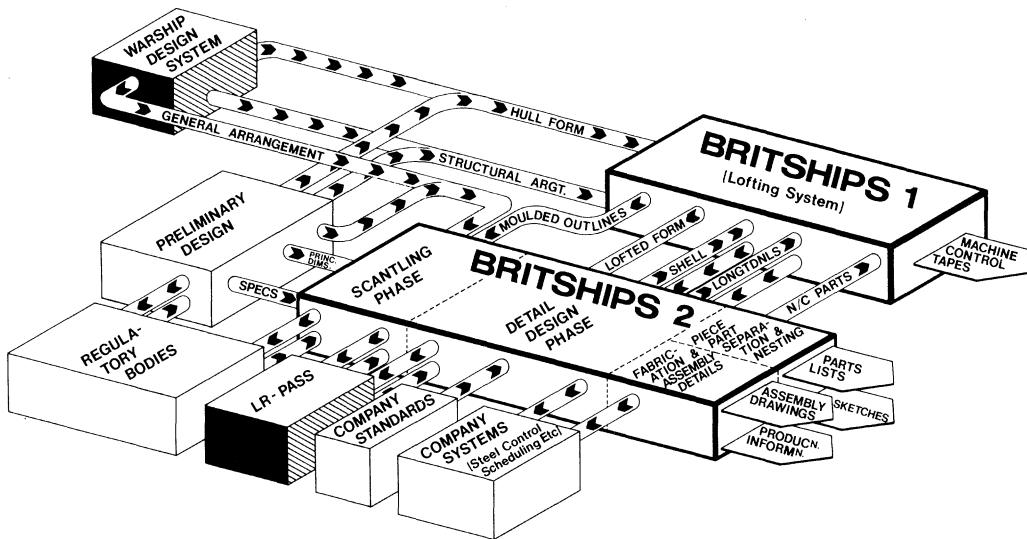 WARSHIP
DESIGN
SYSTEM
GENERAL ARRANGEMENT
HULL FORM
STRUCTURAL ARGT.
MOULDED OUTLINES
BRITSHIPS 1
[Lofting System]
MACHINE
CONTROL
TAPES
PRELIMINARY
DESIGN
PRINC.
DIMS.
SPECS
LOFTED FORM
SHELL
LONGTDNLS
N/C PARTS
BRITSHIPS 2
SCANTLING
PHASE
DETAIL
DESIGN
PHASE
FABRIC
ATION &
ASSEMBLY
DETAILS
PIECE
PART
SEPARA-
TION &
NESTING
REGULA-
TORY
BODIES
LR-PASS
COMPANY
STANDARDS
COMPANY
SYSTEMS
[Steel Control
Scheduling Etc]
PARTS
LISTS
ASSEMBLY
DRAWINGS
SKETCHES
PRODUCN.
INFORMN.